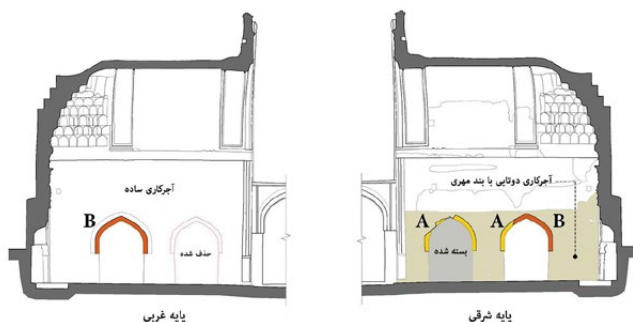 آجرکاری دوتایی با بند مهری
A
A
B
بسته شده
پایه شرقی
آجرکاری ساده
B
حذف شده
پایه غربی